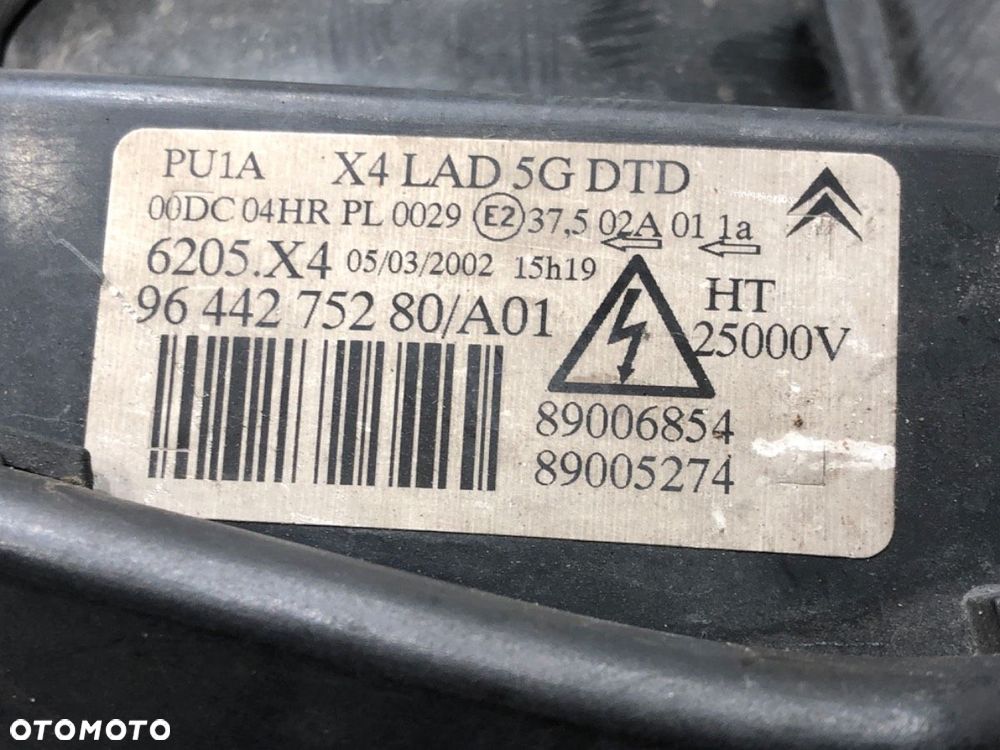 PU1A X4 LAD 5G DTD
00DC 04HR PL 0029 E2 37,5 02A 01 1a
6205.X4 05/03/2002 15h19
96 442 752 80/A01
HT
25000V
89006854
89005274
OTOMOTO